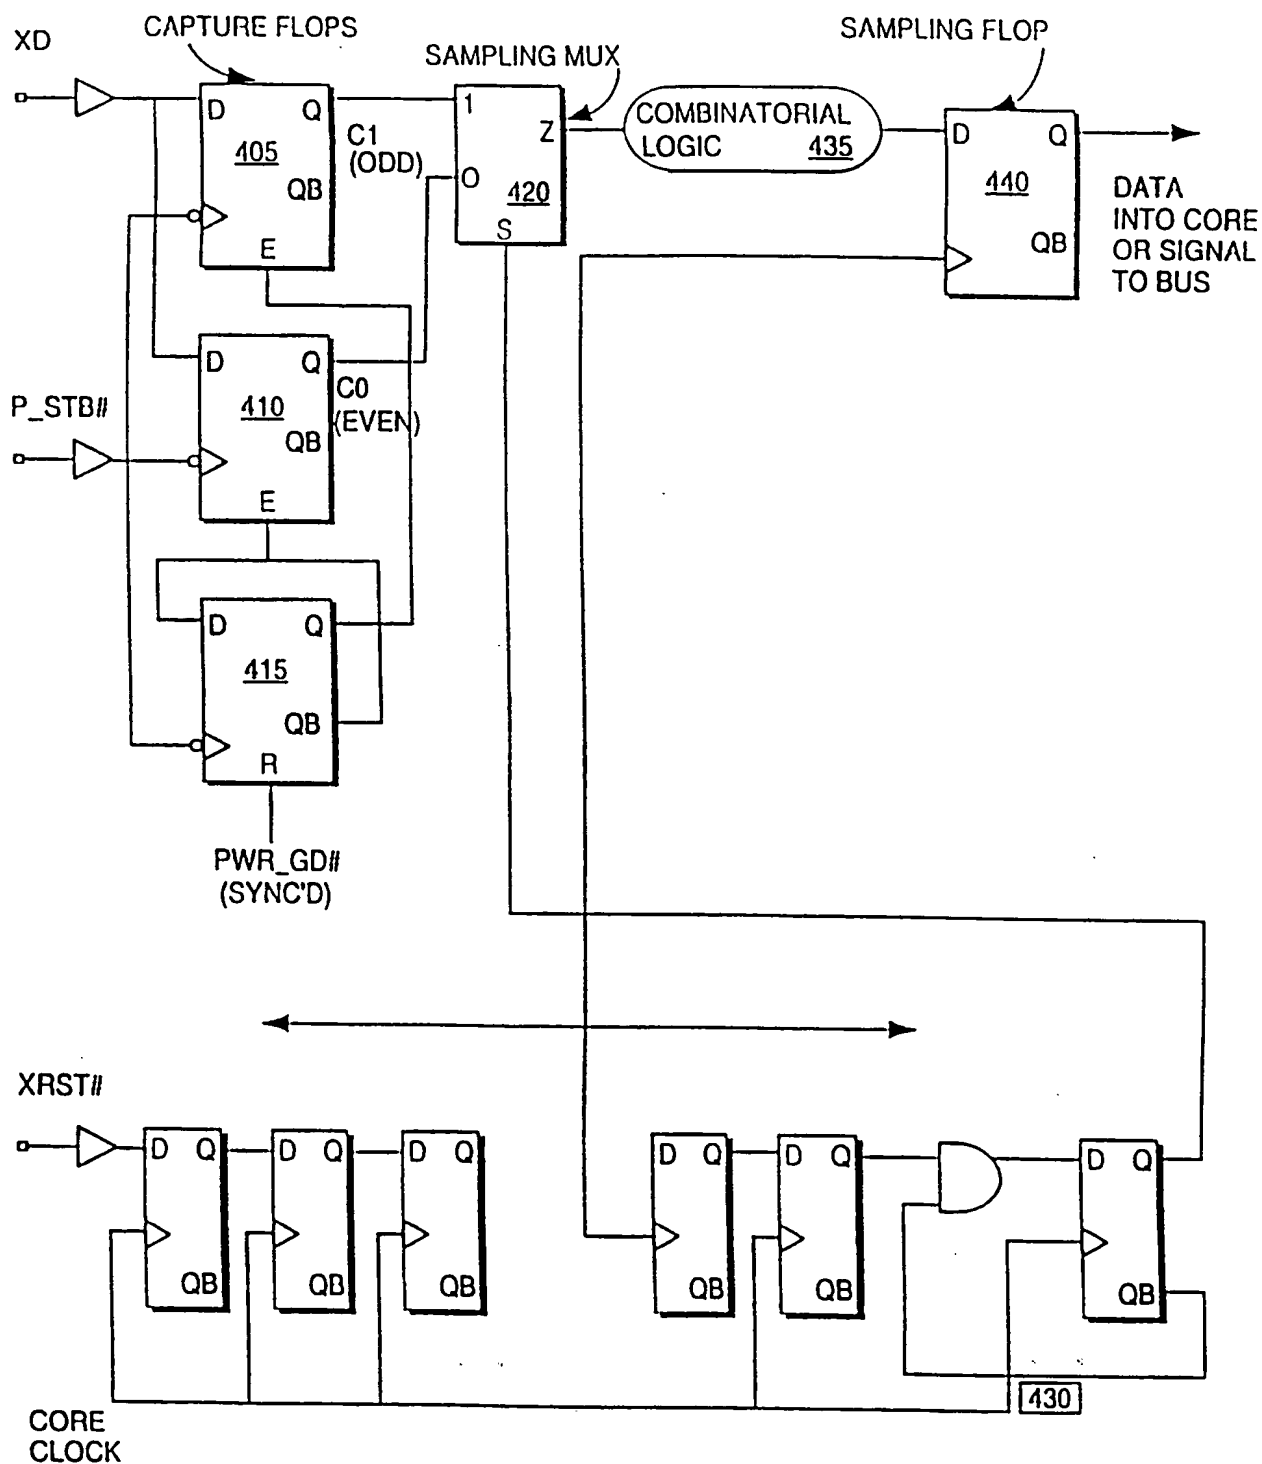 XD
CAPTURE FLOPS
SAMPLING MUX
SAMPLING FLOP
D Q
405
QB
E
C1
(ODD)
1
0
Z
420
S
COMBINATORIAL
LOGIC 435
D Q
440
QB
DATA
INTO CORE
OR SIGNAL
TO BUS
P_STB#
D Q
410
QB
E
C0
(EVEN)
D Q
415
QB
R
PWR_GD#
(SYNC'D)
XRST#
D Q
QB
D Q
QB
D Q
QB
D Q
QB
D Q
QB
D Q
QB
430
CORE
CLOCK